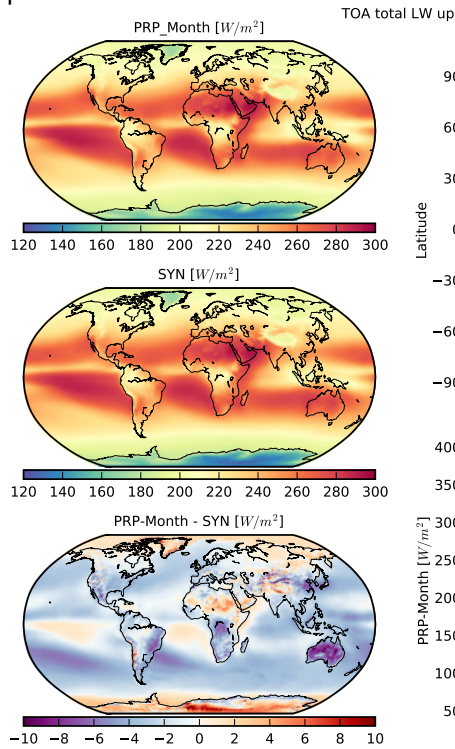 TOA total LW up
PRP_Month [W/m²]
120 140 160 180 200 220 240 260 280 300
SYN [W/m²]
120 140 160 180 200 220 240 260 280 300
PRP-Month - SYN [W/m²]
−10 −8 −6 −4 −2 0 2 4 6 8 10
90
60
30
0
−30
−60
−90
Latitude
400
350
300
250
200
150
100
50
PRP-Month [W/m²]